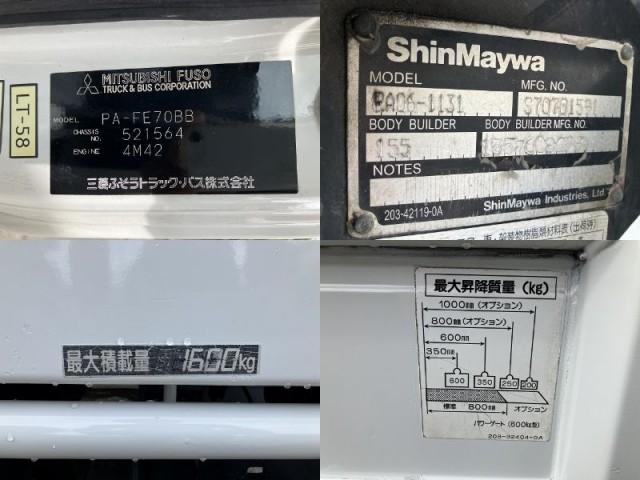 LT-58
MITSUBISHI FUSO
TRUCK & BUS CORPORATION
MODEL PA-FE70BB
CHASSIS NO. 521564
ENGINE 4M42
三菱ふそうトラック・バス株式会社
ShinMaywa
MODEL MFG. NO.
BODY BUILDER BODY BUILDER MFG. NO.
155
NOTES
203-42119-0A ShinMaywa Industries, Ltd.
最大積載量 1600kg
最大昇降質量(kg)
1000㎜(オプション)
800㎜(オプション)
600㎜
350㎜
600 350 250 200
標準 800㎜ オプション
パワーゲート(600kg型)
203-32404-0A